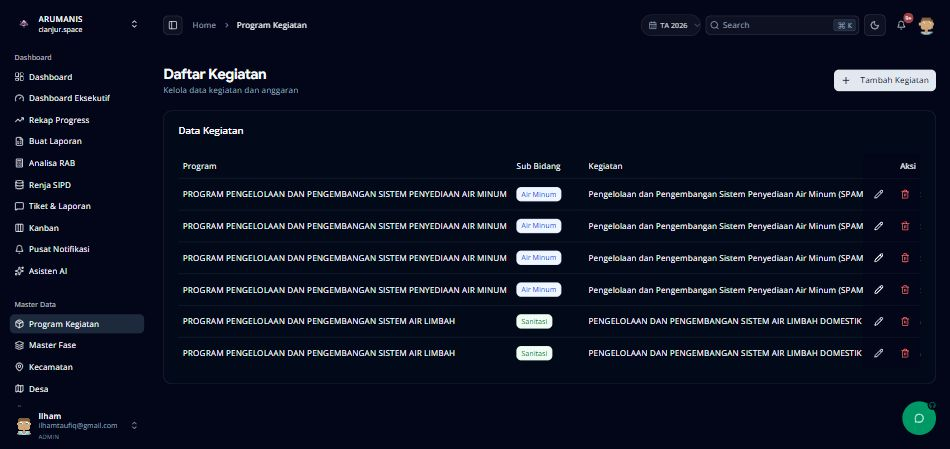 ARUMANIS
cianjur.space
Dashboard
Dashboard
Dashboard Eksekutif
Rekap Progress
Buat Laporan
Analisa RAB
Renja SIPD
Tiket & Laporan
Kanban
Pusat Notifikasi
Asisten AI
Master Data
Program Kegiatan
Master Fase
Kecamatan
Desa
Ilham
ilhamtaufiq@gmail.com
ADMIN
Home > Program Kegiatan
TA 2026
Search
⌘ K
9+
Daftar Kegiatan
Kelola data kegiatan dan anggaran
+ Tambah Kegiatan
Data Kegiatan
Program Sub Bidang Kegiatan Aksi
PROGRAM PENGELOLAAN DAN PENGEMBANGAN SISTEM PENYEDIAAN AIR MINUM Air Minum Pengelolaan dan Pengembangan Sistem Penyediaan Air Minum (SPAM
PROGRAM PENGELOLAAN DAN PENGEMBANGAN SISTEM PENYEDIAAN AIR MINUM Air Minum Pengelolaan dan Pengembangan Sistem Penyediaan Air Minum (SPAM
PROGRAM PENGELOLAAN DAN PENGEMBANGAN SISTEM PENYEDIAAN AIR MINUM Air Minum Pengelolaan dan Pengembangan Sistem Penyediaan Air Minum (SPAM
PROGRAM PENGELOLAAN DAN PENGEMBANGAN SISTEM PENYEDIAAN AIR MINUM Air Minum Pengelolaan dan Pengembangan Sistem Penyediaan Air Minum (SPAM
PROGRAM PENGELOLAAN DAN PENGEMBANGAN SISTEM AIR LIMBAH Sanitasi PENGELOLAAN DAN PENGEMBANGAN SISTEM AIR LIMBAH DOMESTIK
PROGRAM PENGELOLAAN DAN PENGEMBANGAN SISTEM AIR LIMBAH Sanitasi PENGELOLAAN DAN PENGEMBANGAN SISTEM AIR LIMBAH DOMESTIK